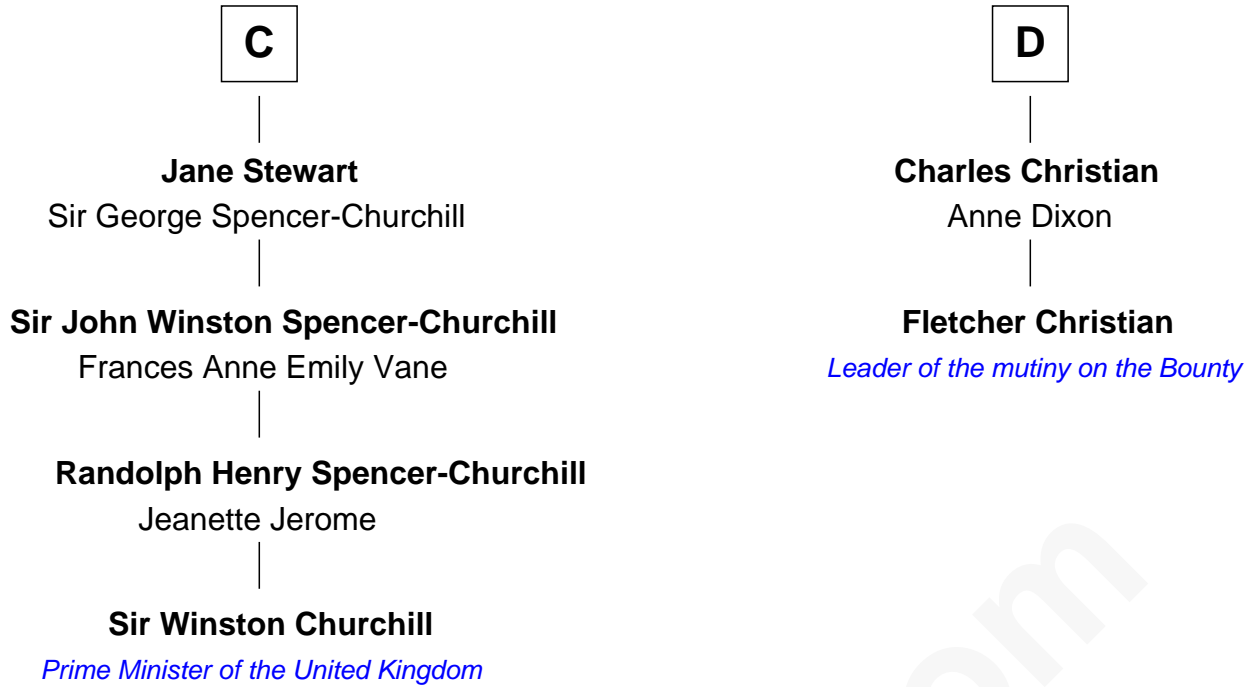 C
Jane Stewart
Sir George Spencer-Churchill
Sir John Winston Spencer-Churchill
Frances Anne Emily Vane
Randolph Henry Spencer-Churchill
Jeanette Jerome
Sir Winston Churchill
Prime Minister of the United Kingdom
D
Charles Christian
Anne Dixon
Fletcher Christian
Leader of the mutiny on the Bounty
om